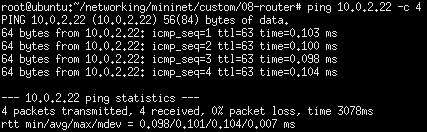 root@ubuntu:~/networking/mininet/custom/08-router# ping 10.0.2.22 -c 4
PING 10.0.2.22 (10.0.2.22) 56(84) bytes of data.
64 bytes from 10.0.2.22: icmp_seq=1 ttl=63 time=0.103 ms
64 bytes from 10.0.2.22: icmp_seq=2 ttl=63 time=0.100 ms
64 bytes from 10.0.2.22: icmp_seq=3 ttl=63 time=0.098 ms
64 bytes from 10.0.2.22: icmp_seq=4 ttl=63 time=0.104 ms
--- 10.0.2.22 ping statistics ---
4 packets transmitted, 4 received, 0% packet loss, time 3078ms
rtt min/avg/max/mdev = 0.098/0.101/0.104/0.007 ms